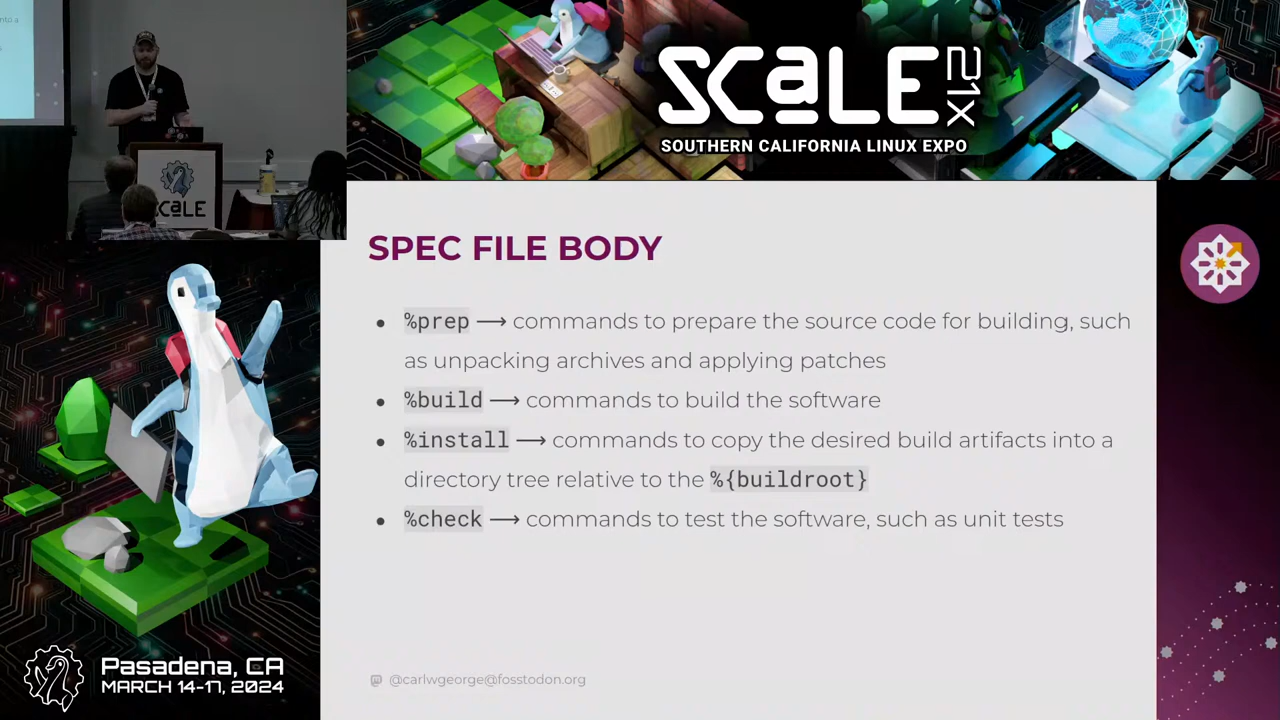 SCaLE 21x
SOUTHERN CALIFORNIA LINUX EXPO
SCaLE
SPEC FILE BODY
• %prep ⟶ commands to prepare the source code for building, such
as unpacking archives and applying patches
• %build ⟶ commands to build the software
• %install ⟶ commands to copy the desired build artifacts into a
directory tree relative to the %{buildroot}
• %check ⟶ commands to test the software, such as unit tests
@carlwgeorge@fosstodon.org
Pasadena, CA
MARCH 14-17, 2024